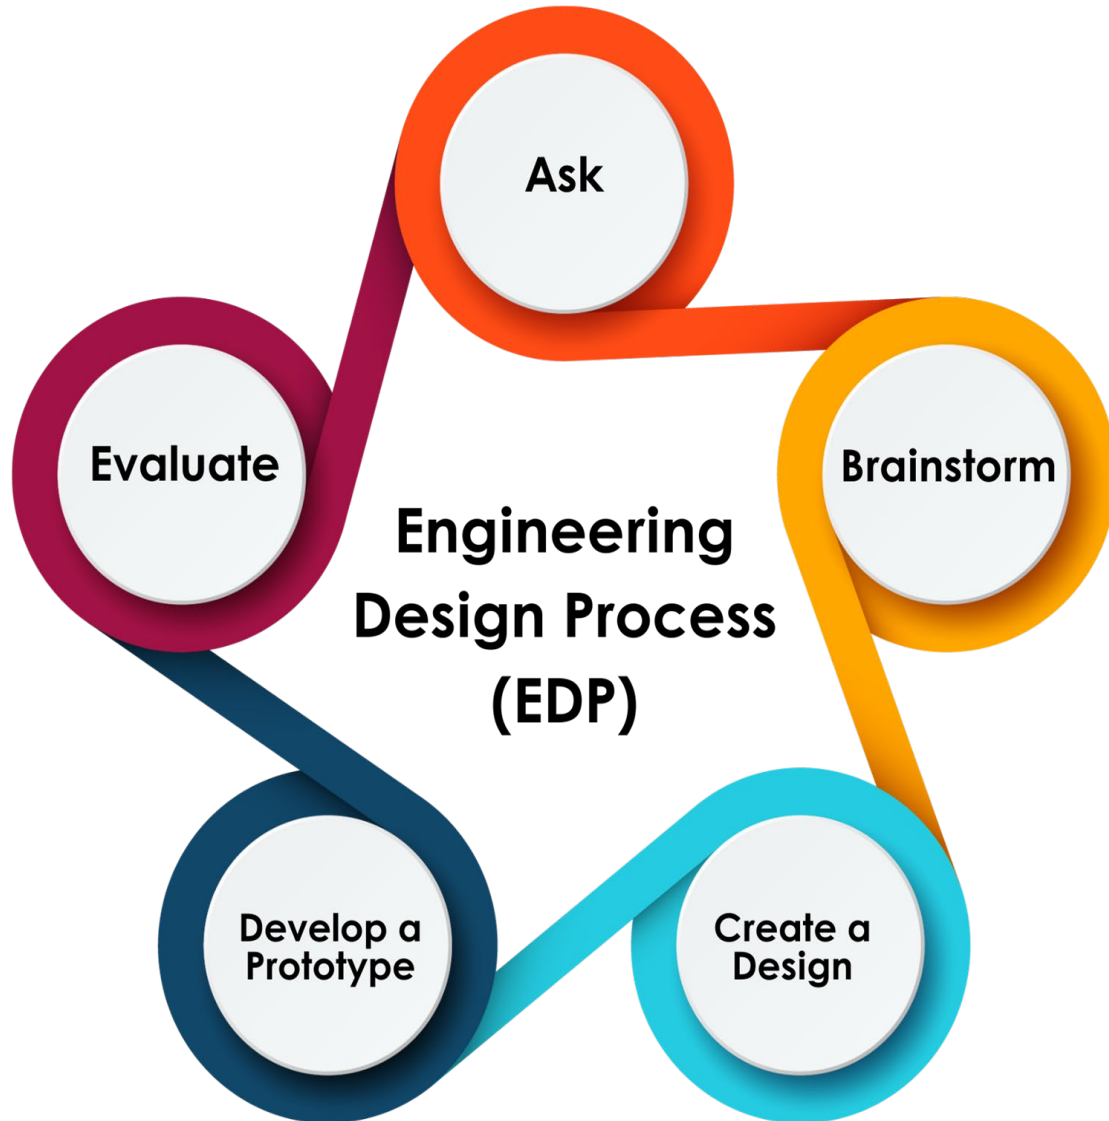 Ask
Brainstorm
Evaluate
Engineering
Design Process
(EDP)
Create a
Design
Develop a
Prototype